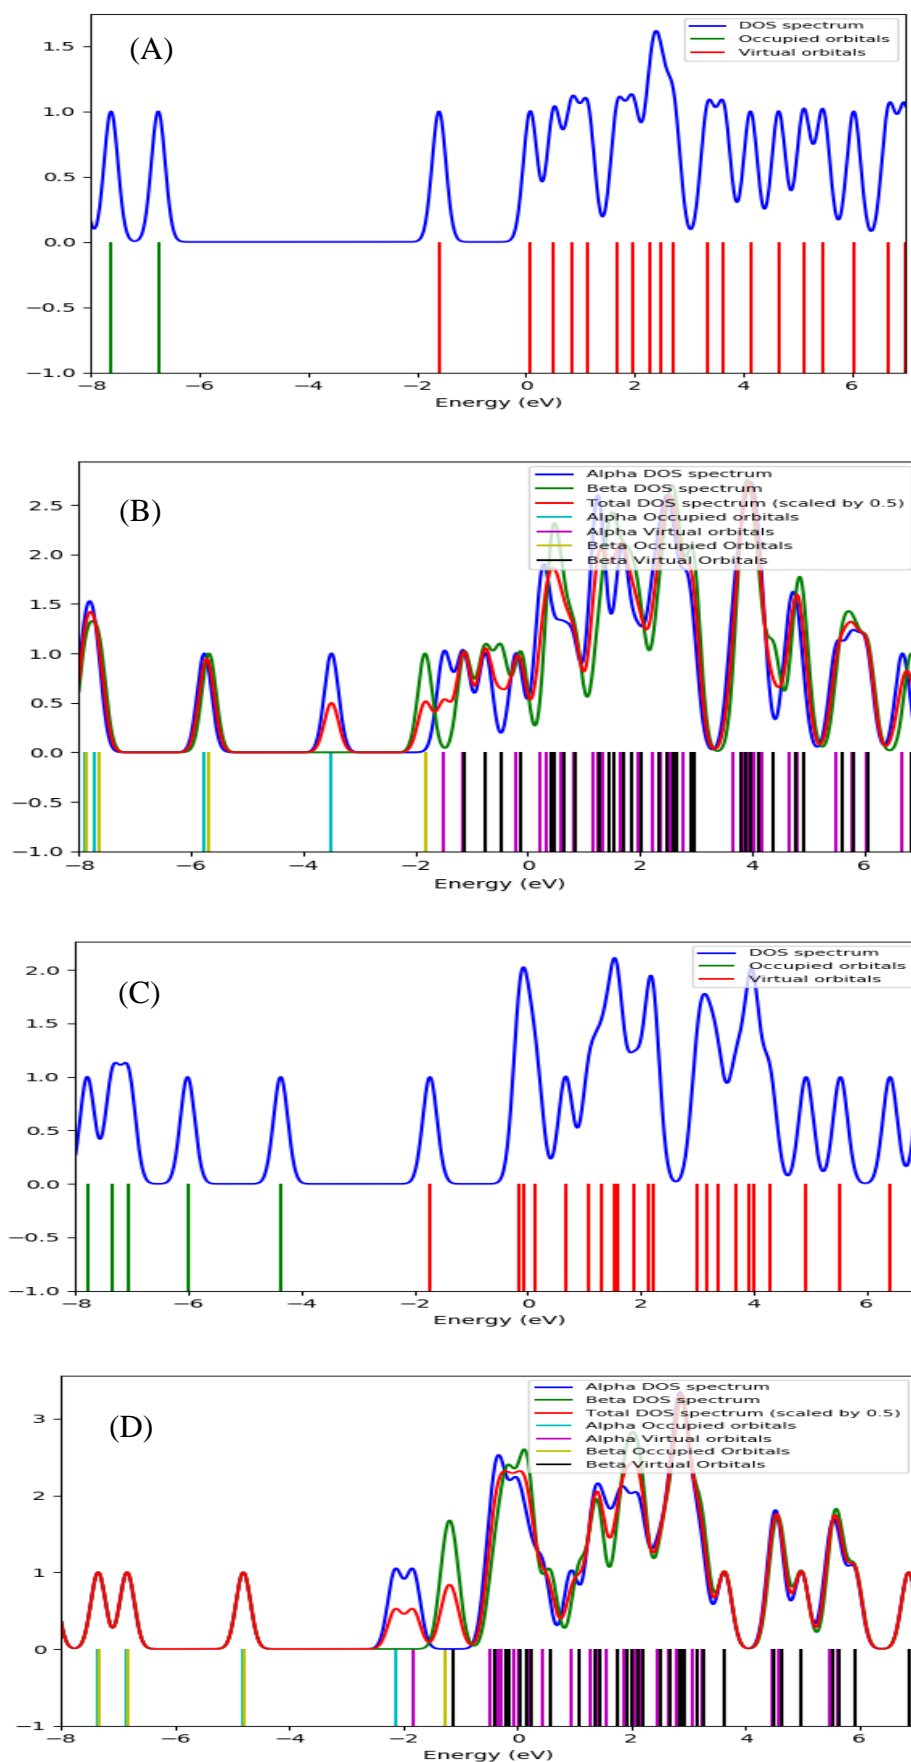 (A)
DOS spectrum
Occupied orbitals
Virtual orbitals
1.5
1.0
0.5
0.0
−0.5
−1.0
−8 −6 −4 −2 0 2 4 6
Energy (eV)
(B)
Alpha DOS spectrum
Beta DOS spectrum
Total DOS spectrum (scaled by 0.5)
Alpha Occupied orbitals
Alpha Virtual orbitals
Beta Occupied Orbitals
Beta Virtual Orbitals
2.5
2.0
1.5
1.0
0.5
0.0
−0.5
−1.0
−8 −6 −4 −2 0 2 4 6
Energy (eV)
(C)
DOS spectrum
Occupied orbitals
Virtual orbitals
2.0
1.5
1.0
0.5
0.0
−0.5
−1.0
−8 −6 −4 −2 0 2 4 6
Energy (eV)
(D)
Alpha DOS spectrum
Beta DOS spectrum
Total DOS spectrum (scaled by 0.5)
Alpha Occupied orbitals
Alpha Virtual orbitals
Beta Occupied Orbitals
Beta Virtual Orbitals
3
2
1
0
−1
−8 −6 −4 −2 0 2 4 6
Energy (eV)